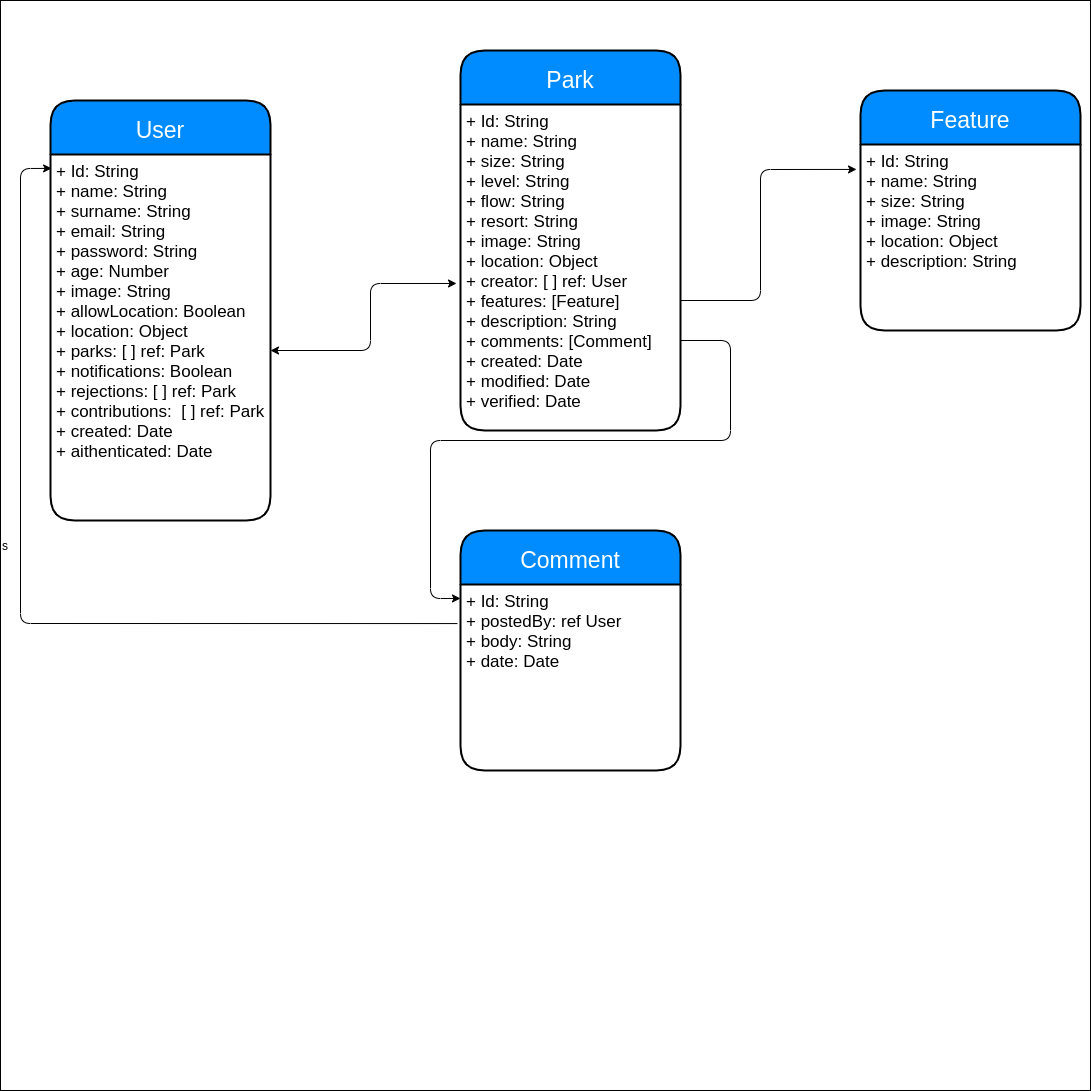 User
+ Id: String
+ name: String
+ surname: String
+ email: String
+ password: String
+ age: Number
+ image: String
+ allowLocation: Boolean
+ location: Object
+ parks: [ ] ref: Park
+ notifications: Boolean
+ rejections: [ ] ref: Park
+ contributions:  [ ] ref: Park
+ created: Date
+ aithenticated: Date
Park
+ Id: String
+ name: String
+ size: String
+ level: String
+ flow: String
+ resort: String
+ image: String
+ location: Object
+ creator: [ ] ref: User
+ features: [Feature]
+ description: String
+ comments: [Comment]
+ created: Date
+ modified: Date
+ verified: Date
Feature
+ Id: String
+ name: String
+ size: String
+ image: String
+ location: Object
+ description: String
s
Comment
+ Id: String
+ postedBy: ref User
+ body: String
+ date: Date